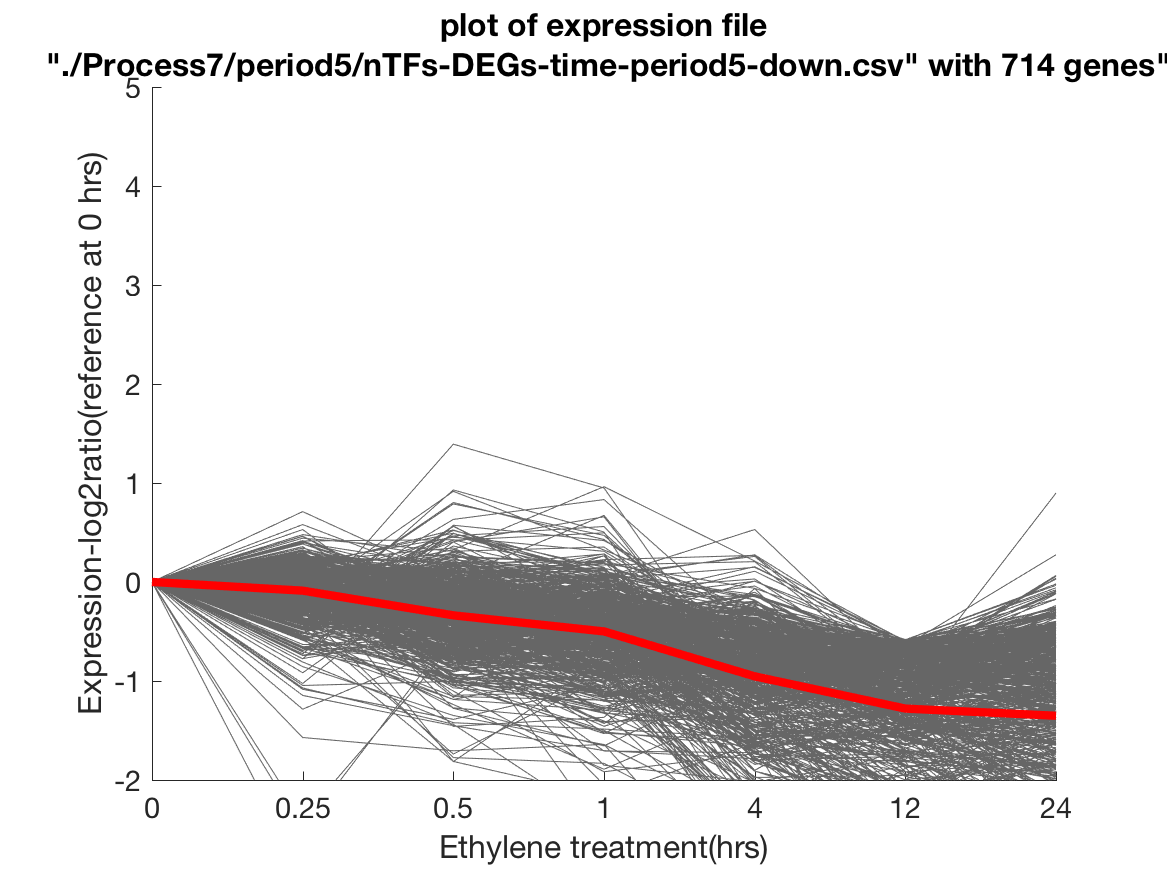 plot of expression file
"./Process7/period5/nTFs-DEGs-time-period5-down.csv" with 714 genes"
Expression-log2ratio(reference at 0 hrs)
5
4
3
2
1
0
-1
-2
0 0.25 0.5 1 4 12 24
Ethylene treatment(hrs)